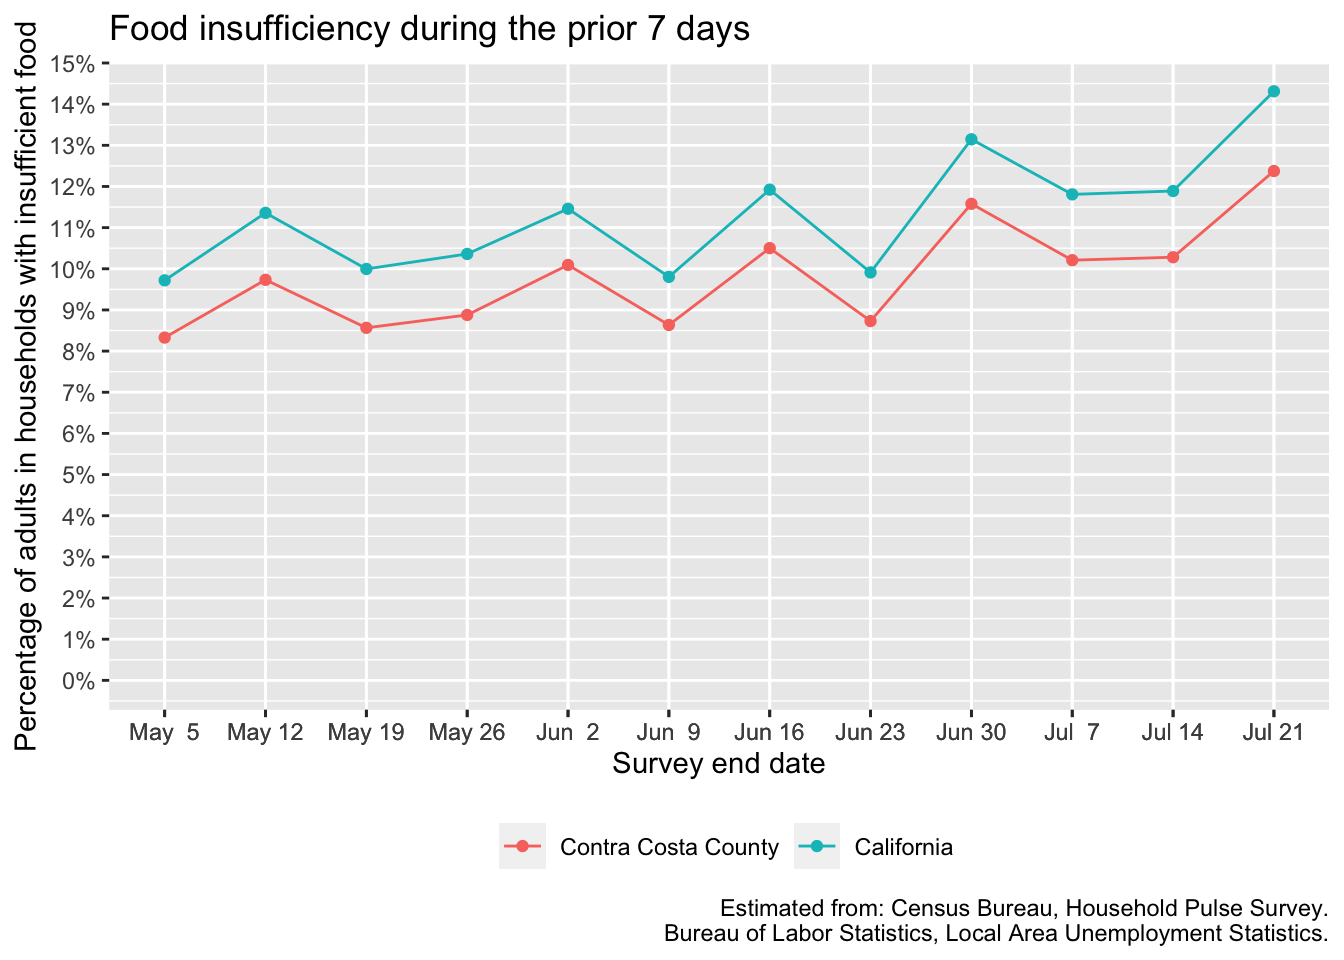 Food insufficiency during the prior 7 days
Percentage of adults in households with insufficient food
15%
14%
13%
12%
11%
10%
9%
8%
7%
6%
5%
4%
3%
2%
1%
0%
May 5 May 12 May 19 May 26 Jun 2 Jun 9 Jun 16 Jun 23 Jun 30 Jul 7 Jul 14 Jul 21
Survey end date
Contra Costa County California
Estimated from: Census Bureau, Household Pulse Survey.
Bureau of Labor Statistics, Local Area Unemployment Statistics.